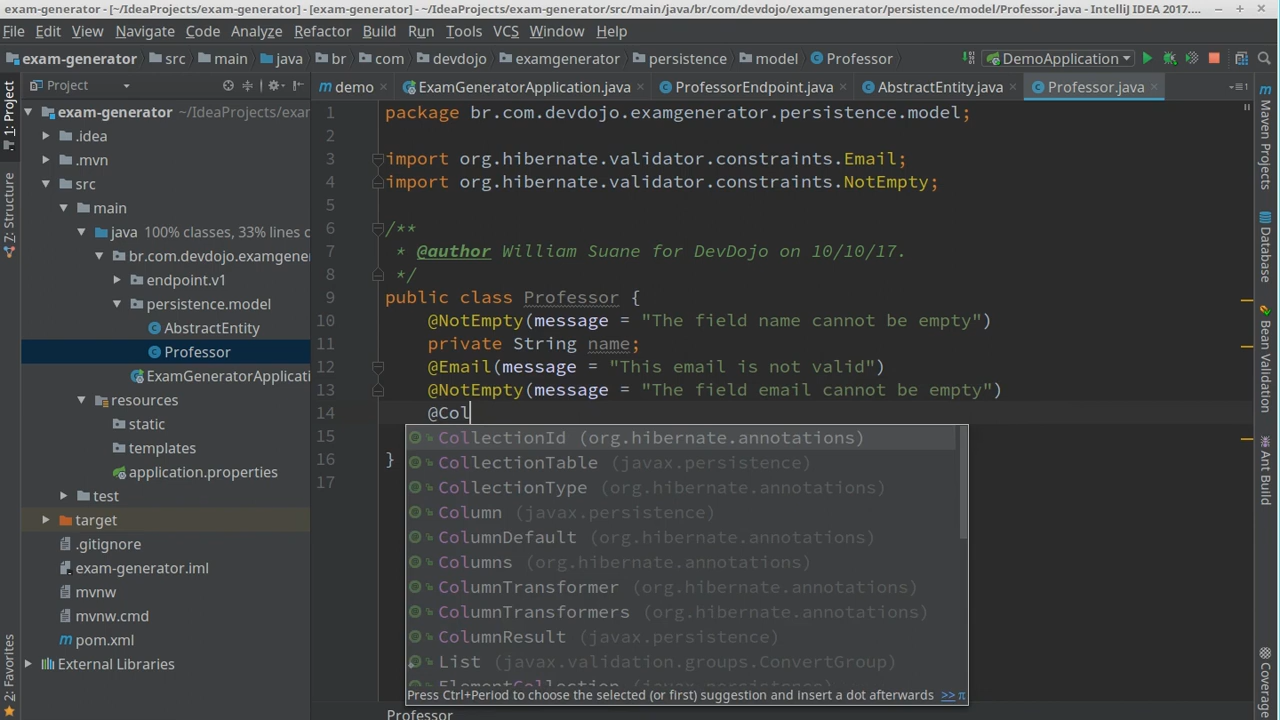 exam-generator - [~/IdeaProjects/exam-generator] - [exam-generator] - ~/IdeaProjects/exam-generator/src/main/java/br/com/devdojo/examgenerator/persistence/model/Professor.java - IntelliJ IDEA 2017....
File Edit View Navigate Code Analyze Refactor Build Run Tools VCS Window Help
exam-generator src main java br com devdojo examgenerator persistence model Professor DemoApplication
Project demo ExamGeneratorApplication.java ProfessorEndpoint.java AbstractEntity.java Professor.java
exam-generator ~/IdeaProjects/exam
.idea
.mvn
src
main
java 100% classes, 33% lines c
br.com.devdojo.examgene
endpoint.v1
persistence.model
AbstractEntity
Professor
ExamGeneratorApplicati
resources
static
templates
application.properties
test
target
.gitignore
exam-generator.iml
mvnw
mvnw.cmd
pom.xml
External Libraries
1: Project
7: Structure
2: Favorites
1 package br.com.devdojo.examgenerator.persistence.model;
2
3 import org.hibernate.validator.constraints.Email;
4 import org.hibernate.validator.constraints.NotEmpty;
5
6 /**
7 * @author William Suane for DevDojo on 10/10/17.
8 */
9 public class Professor {
10 @NotEmpty(message = "The field name cannot be empty")
11 private String name;
12 @Email(message = "This email is not valid")
13 @NotEmpty(message = "The field email cannot be empty")
14 @Col
15
16 }
17
CollectionId (org.hibernate.annotations)
CollectionTable (javax.persistence)
CollectionType (org.hibernate.annotations)
Column (javax.persistence)
ColumnDefault (org.hibernate.annotations)
Columns (org.hibernate.annotations)
ColumnTransformer (org.hibernate.annotations)
ColumnTransformers (org.hibernate.annotations)
ColumnResult (javax.persistence)
List (javax.validation.groups.ConvertGroup)
ElementCollection (javax.persistence)
Press Ctrl+Period to choose the selected (or first) suggestion and insert a dot afterwards >> π
Professor
Maven Projects
Database
Bean Validation
Ant Build
Coverage